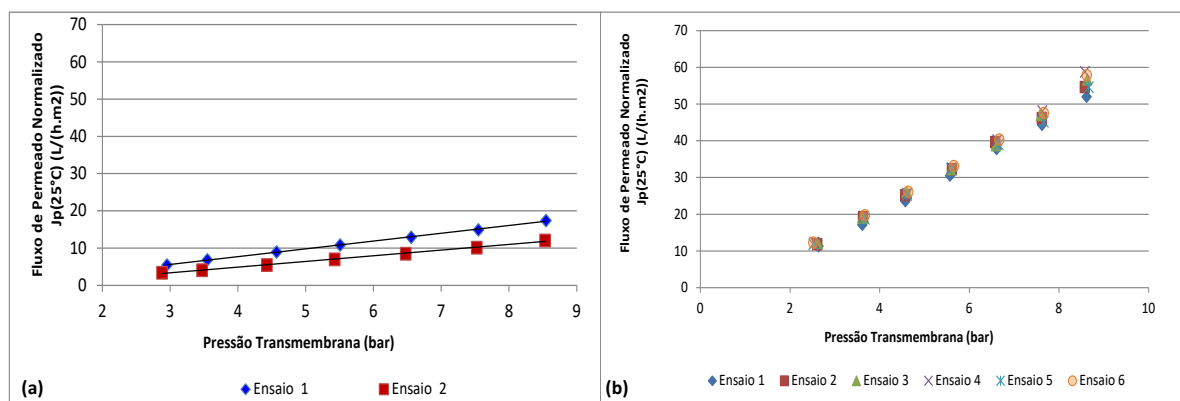 Fluxo de Permeado Normalizado
Jp(25°C) (L/(h.m2))
70
60
50
40
30
20
10
0
2 3 4 5 6 7 8 9
Pressão Transmembrana (bar)
(a)
Ensaio 1 Ensaio 2
Fluxo de Permeado Normalizado
Jp(25°C) (L/(h.m2))
70
60
50
40
30
20
10
0
0 2 4 6 8 10
Pressão Transmembrana (bar)
(b)
Ensaio 1 Ensaio 2 Ensaio 3 Ensaio 4 Ensaio 5 Ensaio 6